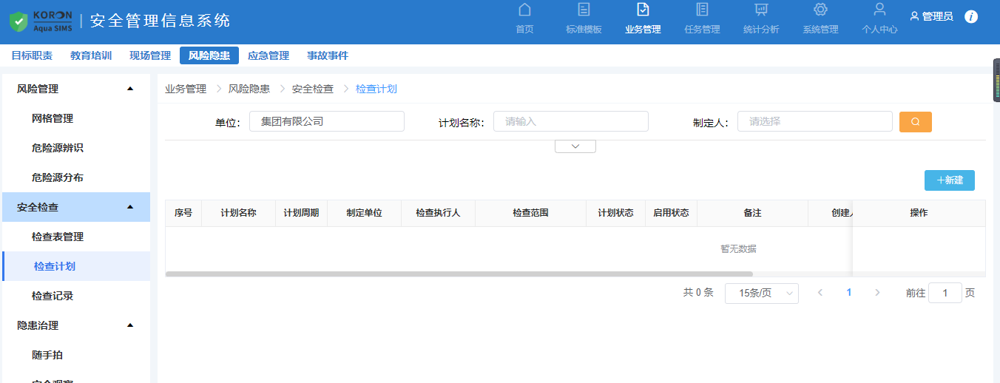 KORON
Aqua SIMS
安全管理信息系统
首页
标准模板
业务管理
任务管理
统计分析
系统管理
个人中心
管理员
目标职责 教育培训 现场管理 风险隐患 应急管理 事故事件
风险管理
网格管理
危险源辨识
危险源分布
安全检查
检查表管理
检查计划
检查记录
隐患治理
随手拍
业务管理 > 风险隐患 > 安全检查 > 检查计划
单位: 集团有限公司 计划名称: 请输入 制定人: 请选择
+新建
序号 计划名称 计划周期 制定单位 检查执行人 检查范围 计划状态 启用状态 备注 创建 操作
暂无数据
共 0 条 15条/页 < 1 > 前往 1 页